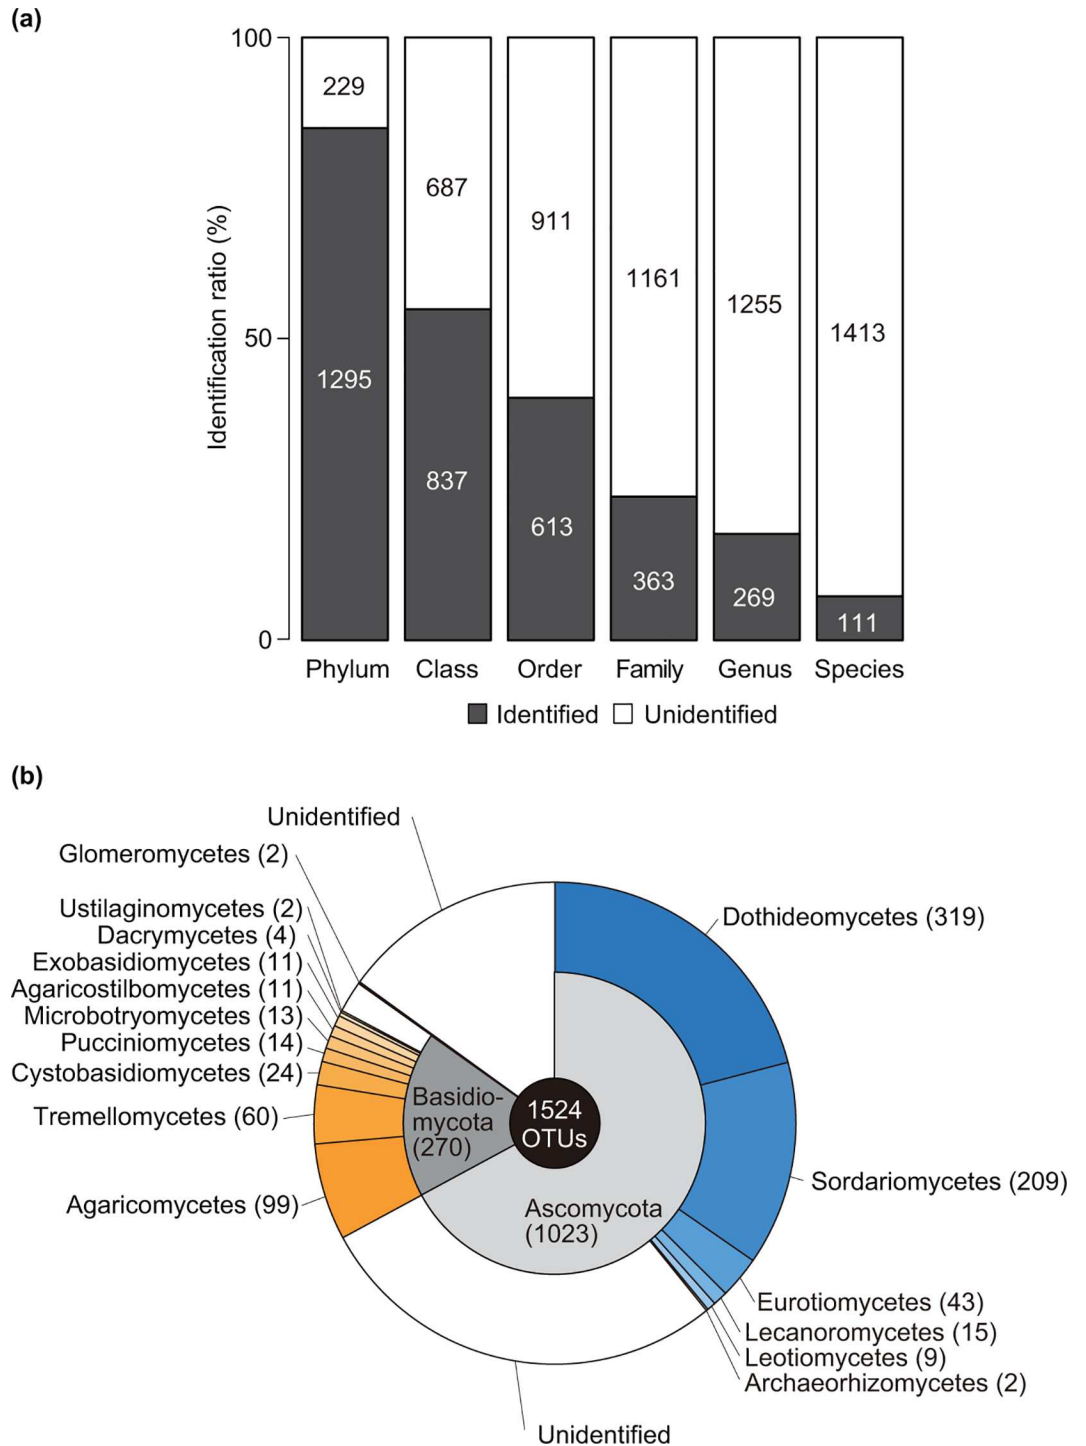 (a)
100
50
0
Identification ratio (%)
229
687
911
1161
1255
1413
1295
837
613
363
269
111
Phylum Class Order Family Genus Species
Identified Unidentified
(b)
Unidentified
Glomeromycetes (2)
Ustilaginomycetes (2)
Dacrymycetes (4)
Exobasidiomycetes (11)
Agaricostilbomycetes (11)
Microbotryomycetes (13)
Pucciniomycetes (14)
Cystobasidiomycetes (24)
Tremellomycetes (60)
Agaricomycetes (99)
Basidio-
mycota
(270)
1524
OTUs
Ascomycota
(1023)
Dothideomycetes (319)
Sordariomycetes (209)
Eurotiomycetes (43)
Lecanoromycetes (15)
Leotiomycetes (9)
Archaeorhizomycetes (2)
Unidentified